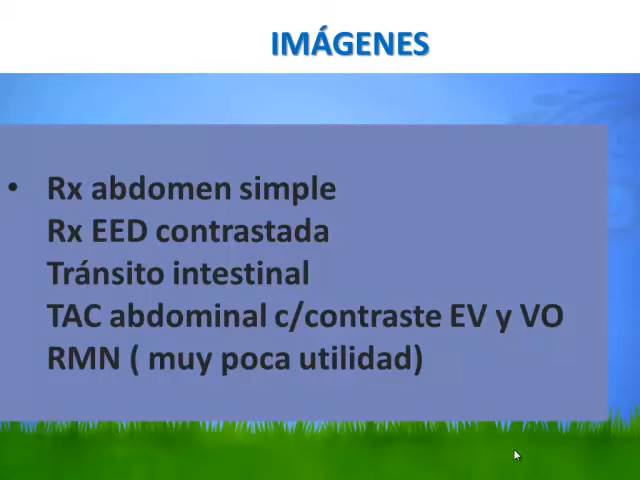 IMÁGENES
• Rx abdomen simple
Rx EED contrastada
Tránsito intestinal
TAC abdominal c/contraste EV y VO
RMN ( muy poca utilidad)